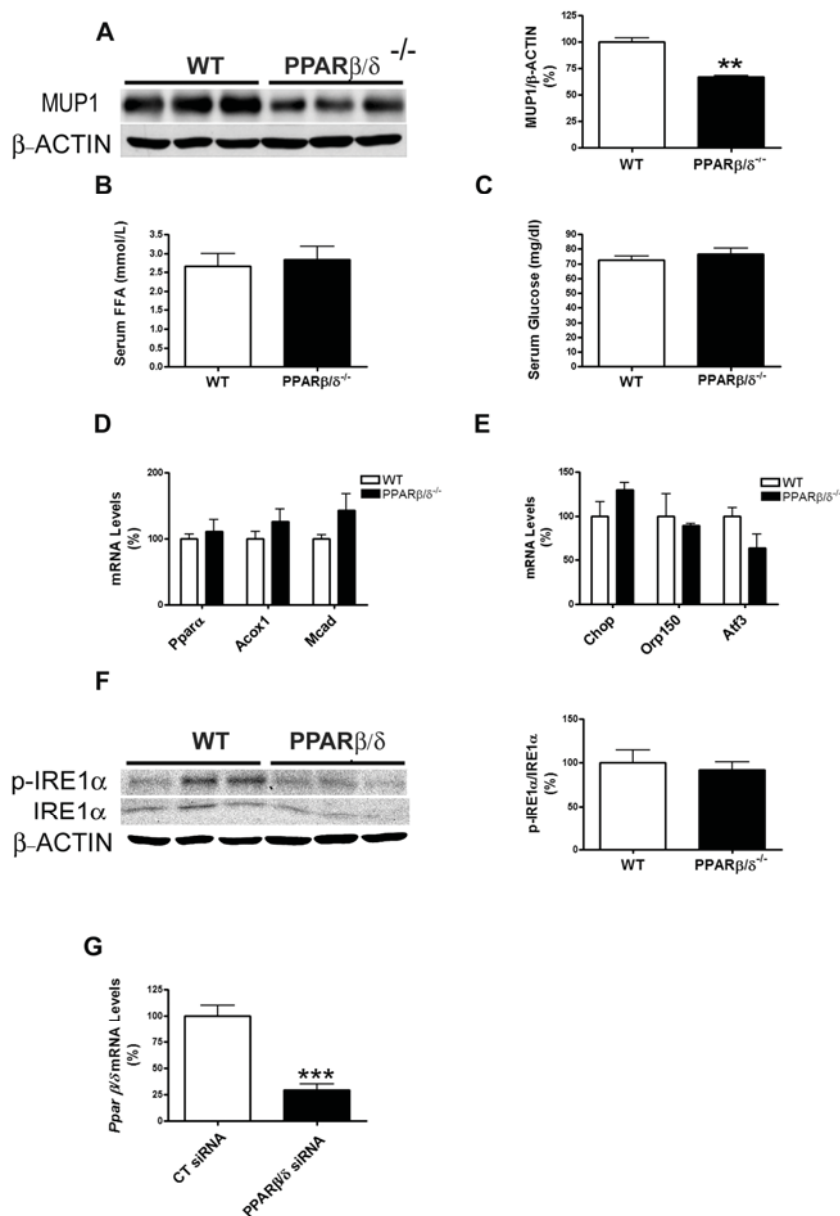 A
WT PPARβ/δ -/-
MUP1
β-ACTIN
MUP1/β-ACTIN
(%)
125
100
75
50
25
0
**
WT PPARβ/δ-/-
B
Serum FFA (mmol/L)
3.5
3.0
2.5
2.0
1.5
1.0
0.5
0.0
WT PPARβ/δ-/-
C
Serum Glucose (mg/dl)
90
80
70
60
50
40
30
20
10
0
WT PPARβ/δ-/-
D
mRNA Levels
(%)
200
150
100
50
0
WT
PPARβ/δ-/-
Pparα Acox1 Mcad
E
mRNA Levels
(%)
150
100
50
0
WT
PPARβ/δ-/-
Chop Orp150 Atf3
F
WT PPARβ/δ
p-IRE1α
IRE1α
β-ACTIN
p-IRE1α/IRE1α
(%)
150
100
50
0
WT PPARβ/δ-/-
G
Ppar β/δ mRNA Levels
(%)
125
100
75
50
25
0
***
CT siRNA PPARβ/δ siRNA